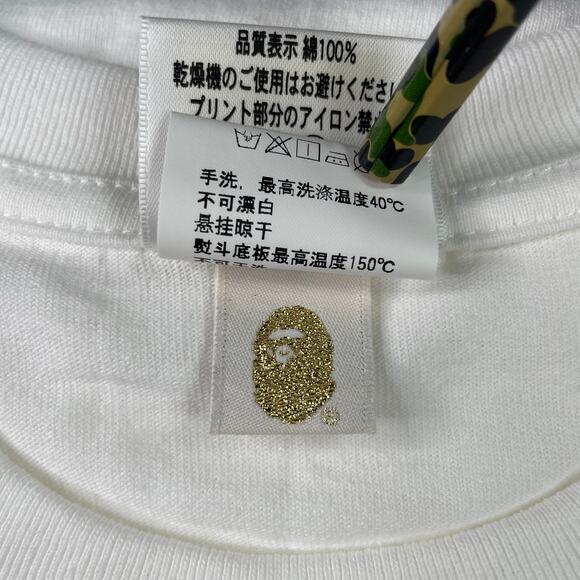 品質表示 綿100%
乾燥機のご使用はお避けくださ
プリント部分のアイロン禁
手洗，最高洗涤温度40℃
不可漂白
悬挂晾干
熨斗底板最高温度150℃